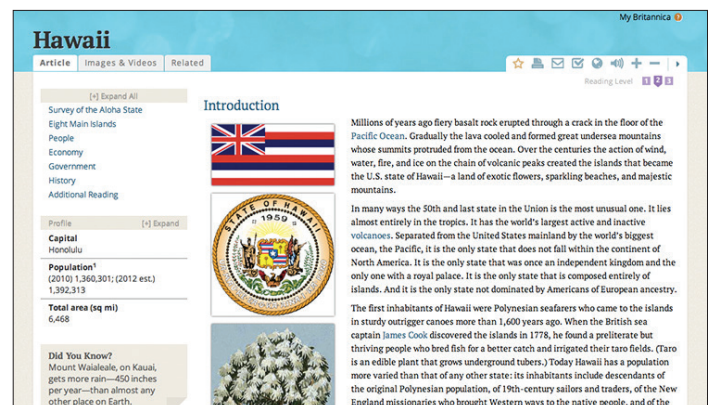 My Britannica
Hawaii
Article
Images & Videos
Related
Reading Level 1 2 3
[+] Expand All
Survey of the Aloha State
Eight Main Islands
People
Economy
Government
History
Additional Reading
Profile [+] Expand
Capital
Honolulu
Population1
(2010) 1,360,301; (2012 est.)
1,392,313
Total area (sq mi)
6,468
Did You Know?
Mount Waialeale, on Kauai,
gets more rain—450 inches
per year—than almost any
other place on Earth.
Introduction
STATE OF HAWAII
1959
Millions of years ago fiery basalt rock erupted through a crack in the floor of the
Pacific Ocean. Gradually the lava cooled and formed great undersea mountains
whose summits protruded from the ocean. Over the centuries the action of wind,
water, fire, and ice on the chain of volcanic peaks created the islands that became
the U.S. state of Hawaii—a land of exotic flowers, sparkling beaches, and majestic
mountains.
In many ways the 50th and last state in the Union is the most unusual one. It lies
almost entirely in the tropics. It has the world's largest active and inactive
volcanoes. Separated from the United States mainland by the world's biggest
ocean, the Pacific, it is the only state that does not fall within the continent of
North America. It is the only state that was once an independent kingdom and the
only one with a royal palace. It is the only state that is composed entirely of
islands. And it is the only state not dominated by Americans of European ancestry.
The first inhabitants of Hawaii were Polynesian seafarers who came to the islands
in sturdy outrigger canoes more than 1,600 years ago. When the British sea
captain James Cook discovered the islands in 1778, he found a preliterate but
thriving people who bred fish for a better catch and irrigated their taro fields. (Taro
is an edible plant that grows underground tubers.) Today Hawaii has a population
more varied than that of any other state: its inhabitants include descendants of
the original Polynesian population, of 19th-century sailors and traders, of the New
England missionaries who brought Western ways to the native people, and of the